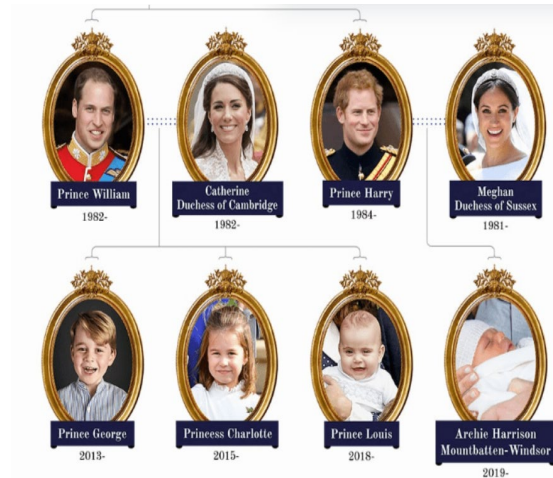 Prince William
1982-
Catherine
Duchess of Cambridge
1982-
Prince Harry
1984-
Meghan
Duchess of Sussex
1981-
Prince George
2013-
Princess Charlotte
2015-
Prince Louis
2018-
Archie Harrison
Mountbatten-Windsor
2019-